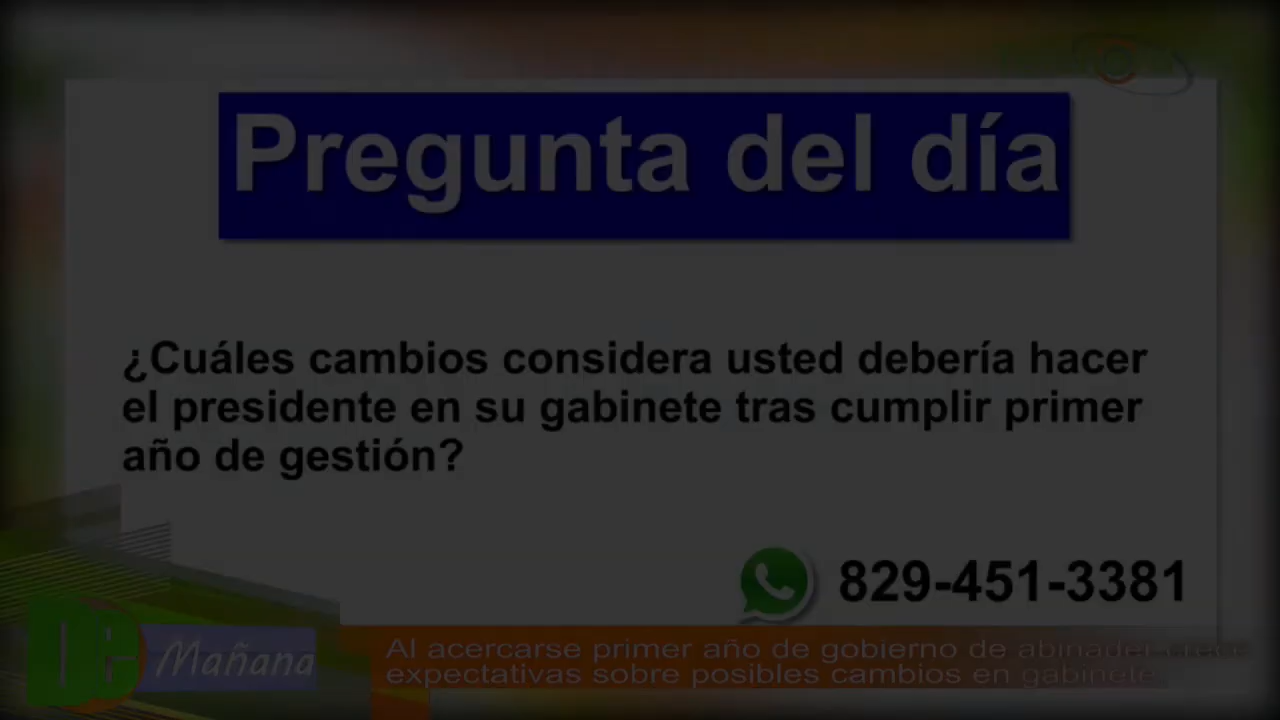 Pregunta del día
¿Cuáles cambios considera usted debería hacer
el presidente en su gabinete tras cumplir primer
año de gestión?
829-451-3381
De
Mañana
Al acercarse primer año de gobierno de abinader crece
expectativas sobre posibles cambios en gabinete